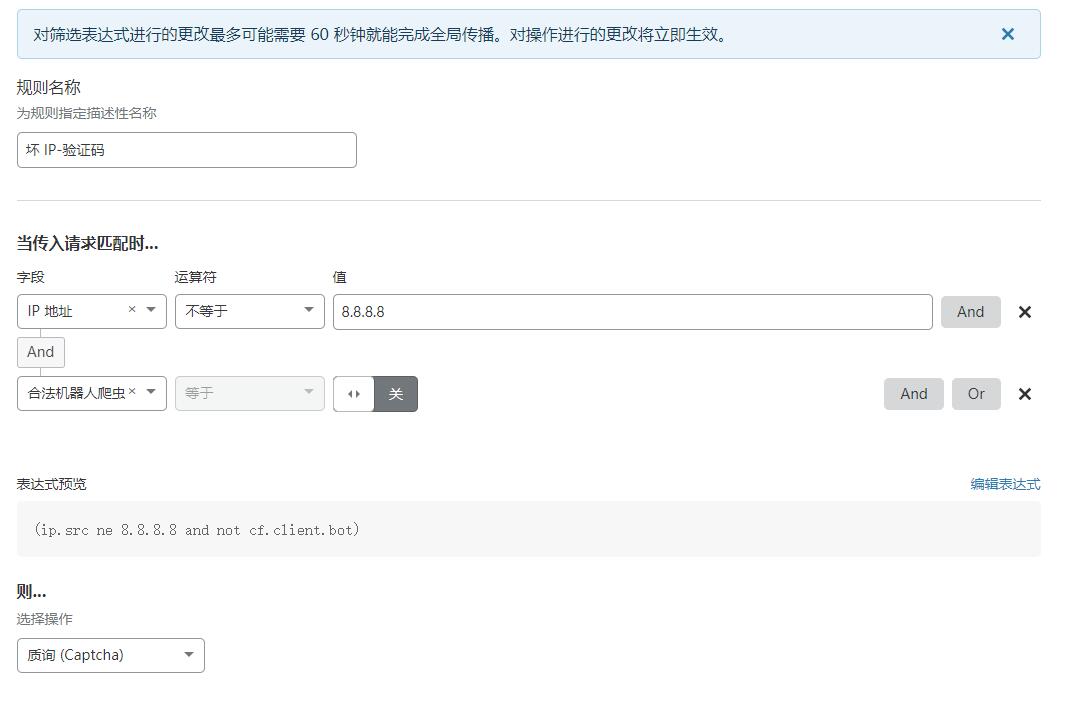 对筛选表达式进行的更改最多可能需要 60 秒钟就能完成全局传播。对操作进行的更改将立即生效。
规则名称
为规则指定描述性名称
坏 IP-验证码
当传入请求匹配时...
字段 运算符 值
IP 地址 不等于 8.8.8.8 And
And
合法机器人爬虫 等于 关 And Or
表达式预览 编辑表达式
(ip.src ne 8.8.8.8 and not cf.client.bot)
则...
选择操作
质询 (Captcha)